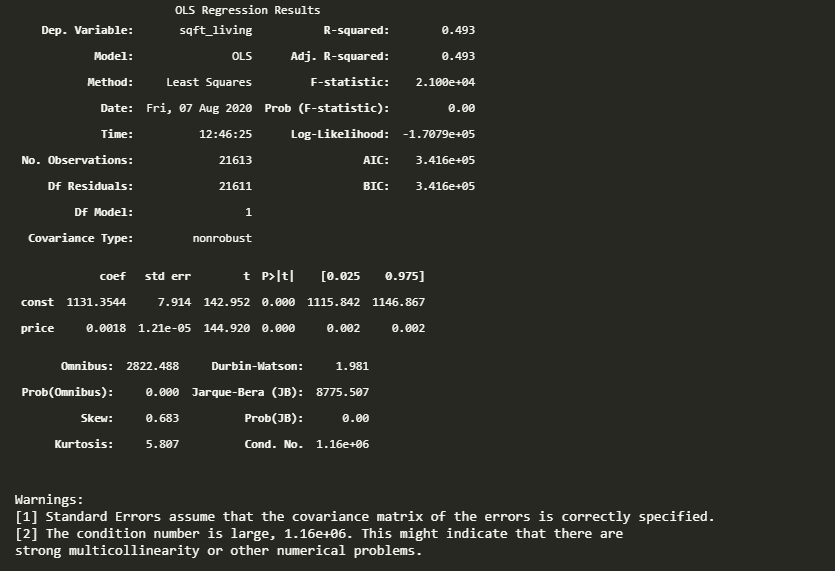 OLS Regression Results
Dep. Variable: sqft_living R-squared: 0.493
Model: OLS Adj. R-squared: 0.493
Method: Least Squares F-statistic: 2.100e+04
Date: Fri, 07 Aug 2020 Prob (F-statistic): 0.00
Time: 12:46:25 Log-Likelihood: -1.7079e+05
No. Observations: 21613 AIC: 3.416e+05
Df Residuals: 21611 BIC: 3.416e+05
Df Model: 1
Covariance Type: nonrobust
coef std err t P>|t| [0.025 0.975]
const 1131.3544 7.914 142.952 0.000 1115.842 1146.867
price 0.0018 1.21e-05 144.920 0.000 0.002 0.002
Omnibus: 2822.488 Durbin-Watson: 1.981
Prob(Omnibus): 0.000 Jarque-Bera (JB): 8775.507
Skew: 0.683 Prob(JB): 0.00
Kurtosis: 5.807 Cond. No. 1.16e+06
Warnings:
[1] Standard Errors assume that the covariance matrix of the errors is correctly specified.
[2] The condition number is large, 1.16e+06. This might indicate that there are
strong multicollinearity or other numerical problems.